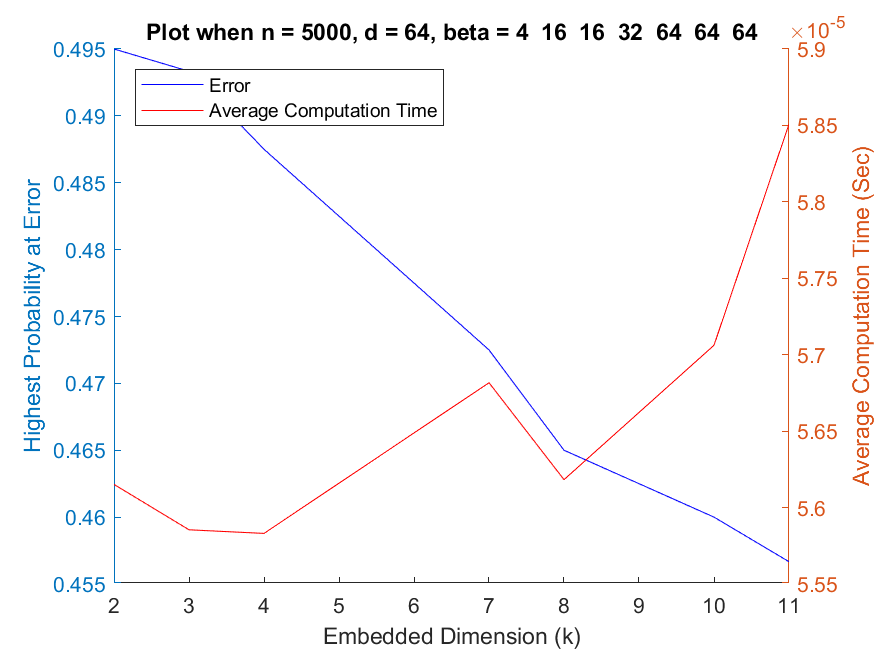 Plot when n = 5000, d = 64, beta = 4  16  16  32  64  64  64
×10-5
Error
Average Computation Time
Highest Probability at Error
0.495
0.49
0.485
0.48
0.475
0.47
0.465
0.46
0.455
5.9
5.85
5.8
5.75
5.7
5.65
5.6
5.55
Average Computation Time (Sec)
2 3 4 5 6 7 8 9 10 11
Embedded Dimension (k)